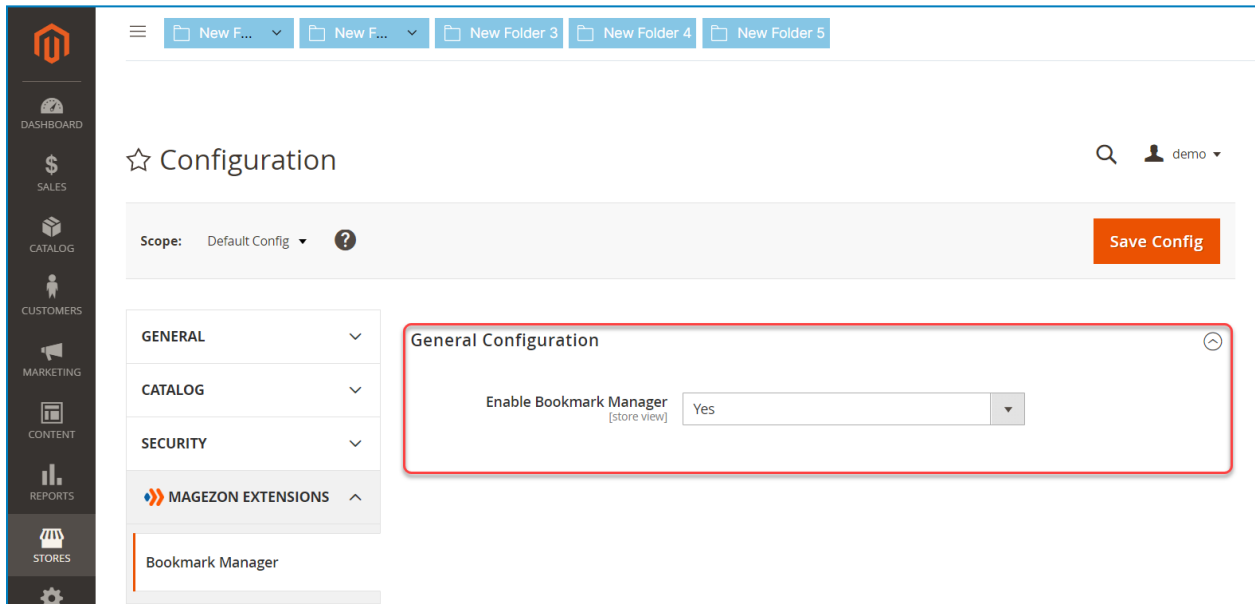 New F...
New F...
New Folder 3
New Folder 4
New Folder 5
DASHBOARD
SALES
CATALOG
CUSTOMERS
MARKETING
CONTENT
REPORTS
STORES
Configuration
demo
Scope:
Default Config
?
Save Config
GENERAL
CATALOG
SECURITY
MAGEZON EXTENSIONS
Bookmark Manager
General Configuration
Enable Bookmark Manager
[store view]
Yes